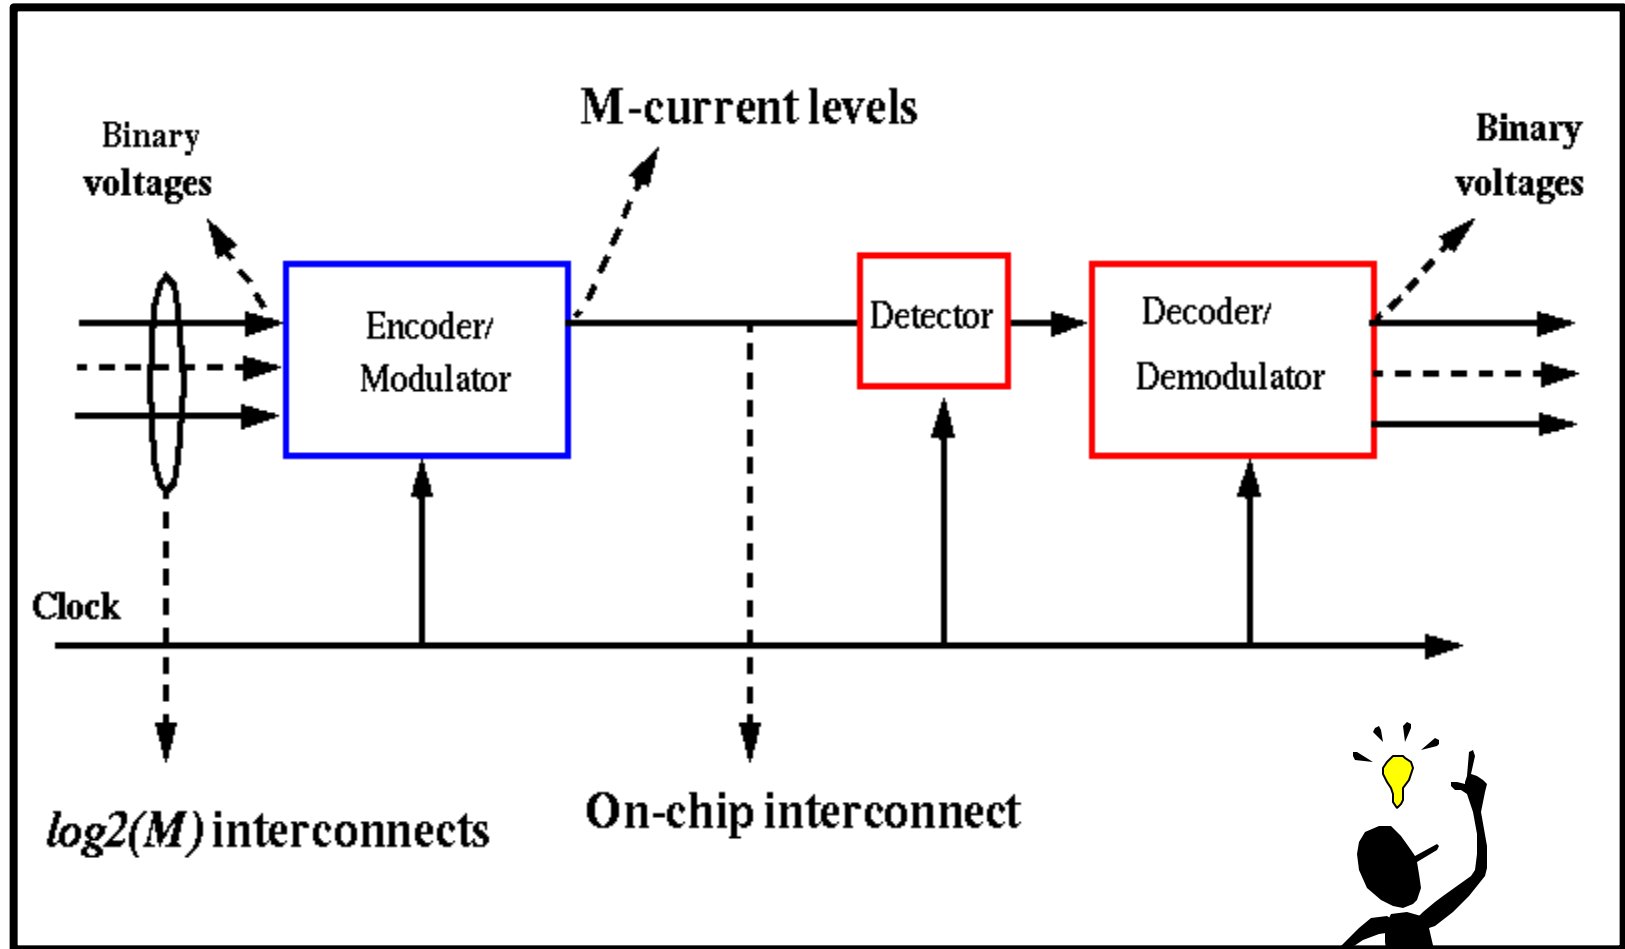 M-current levels
Binary
voltages
Binary
voltages
Encoder/
Modulator
Detector
Decoder/
Demodulator
Clock
log2(M) interconnects
On-chip interconnect